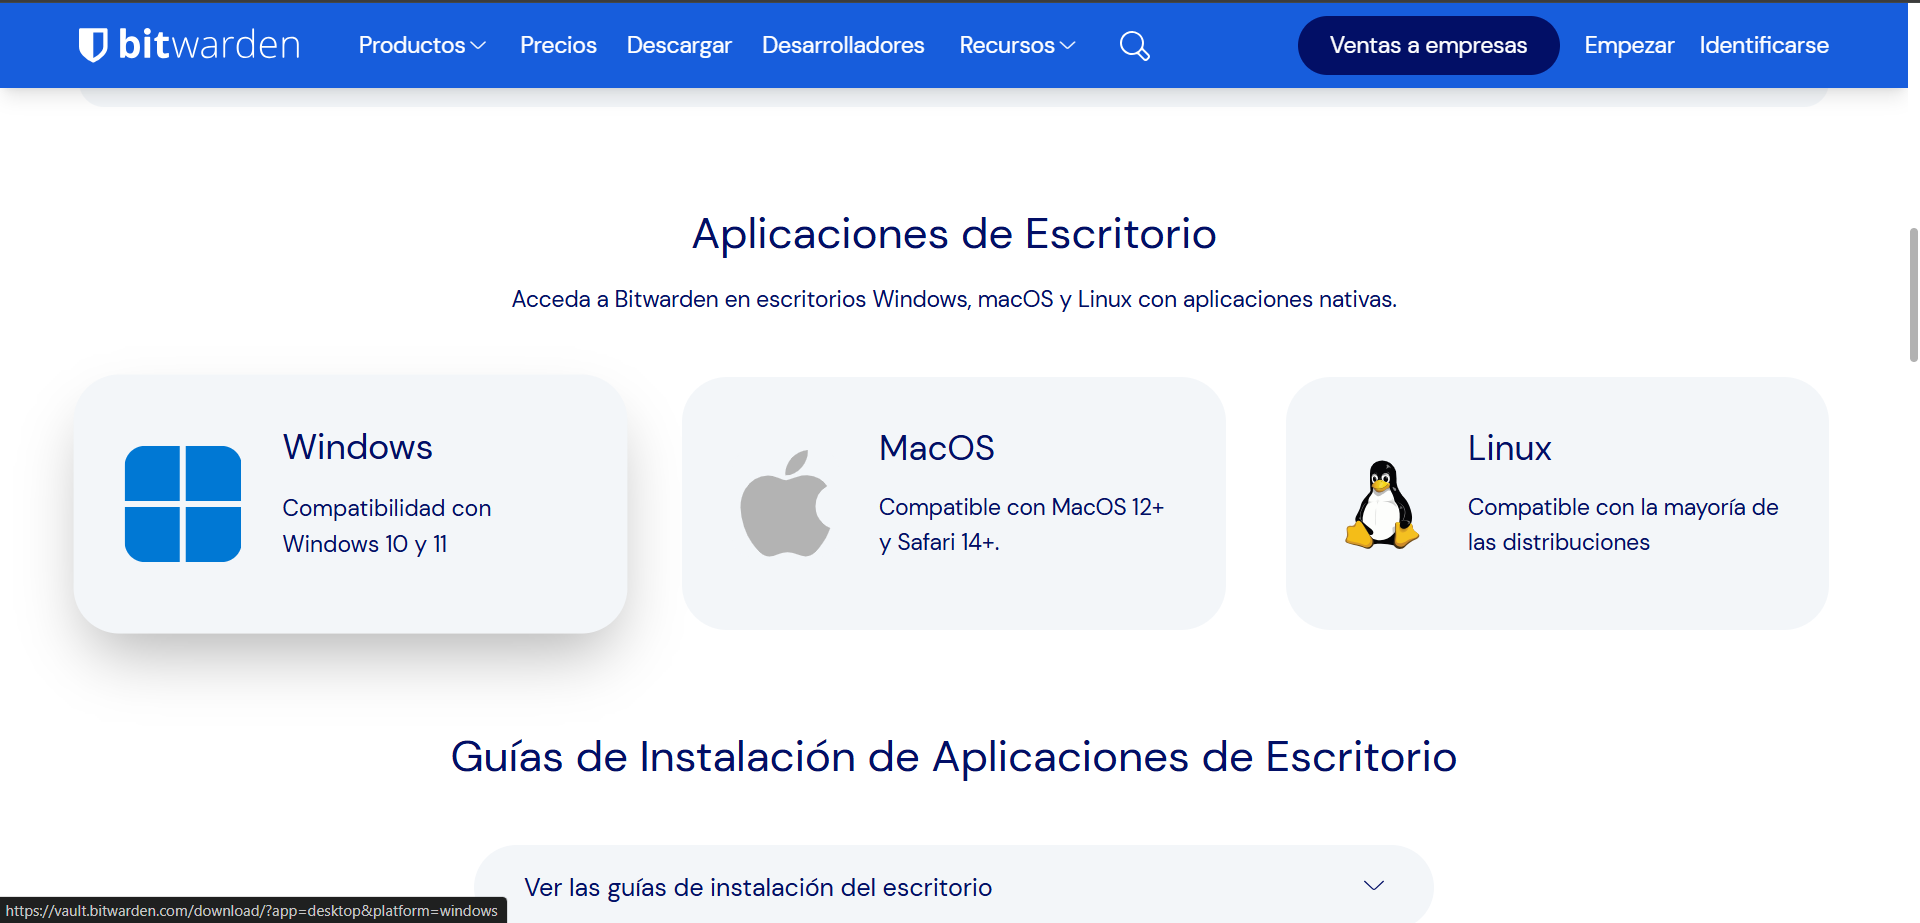 bitwarden Productos Precios Descargar Desarrolladores Recursos Ventas a empresas Empezar Identificarse
Aplicaciones de Escritorio
Acceda a Bitwarden en escritorios Windows, macOS y Linux con aplicaciones nativas.
Windows
Compatibilidad con
Windows 10 y 11
MacOS
Compatible con MacOS 12+
y Safari 14+.
Linux
Compatible con la mayoría de
las distribuciones
Guías de Instalación de Aplicaciones de Escritorio
Ver las guías de instalación del escritorio
https://vault.bitwarden.com/download/?app=desktop&platform=windows